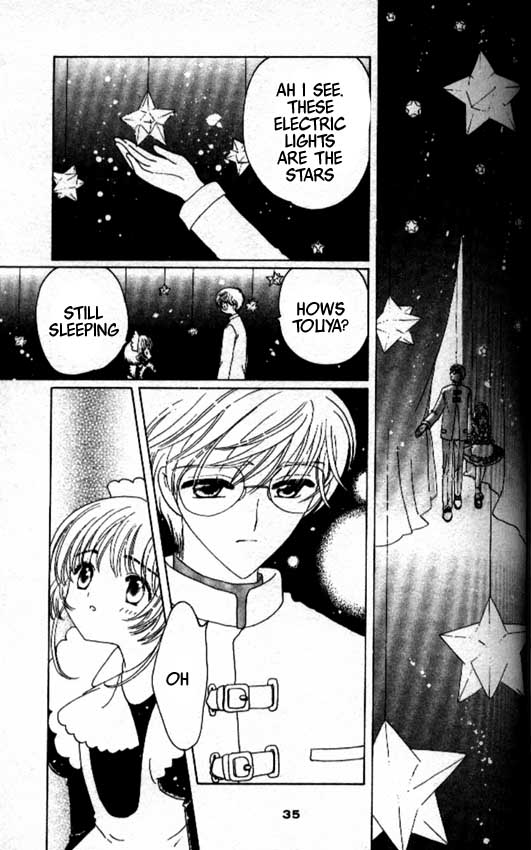 AH I SEE.
THESE
ELECTRIC
LIGHTS
ARE THE
STARS
HOWS
TOUYA?
STILL
SLEEPING
OH
35